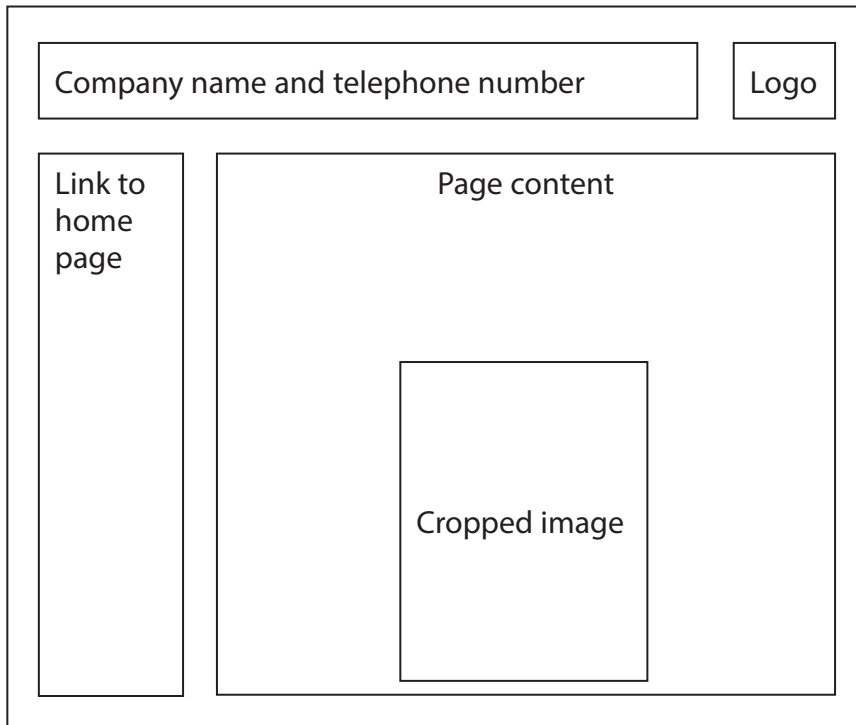 Company name and telephone number
Logo
Link to
home
page
Page content
Cropped image